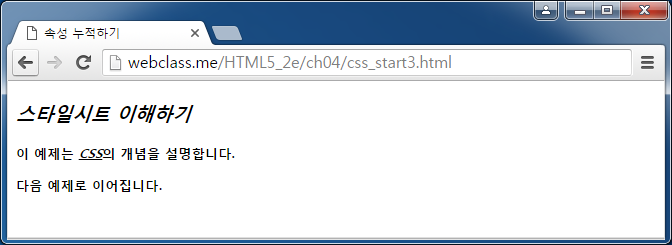 속성 누적하기
webclass.me/HTML5_2e/ch04/css_start3.html
스타일시트 이해하기
이 예제는 CSS의 개념을 설명합니다.
다음 예제로 이어집니다.